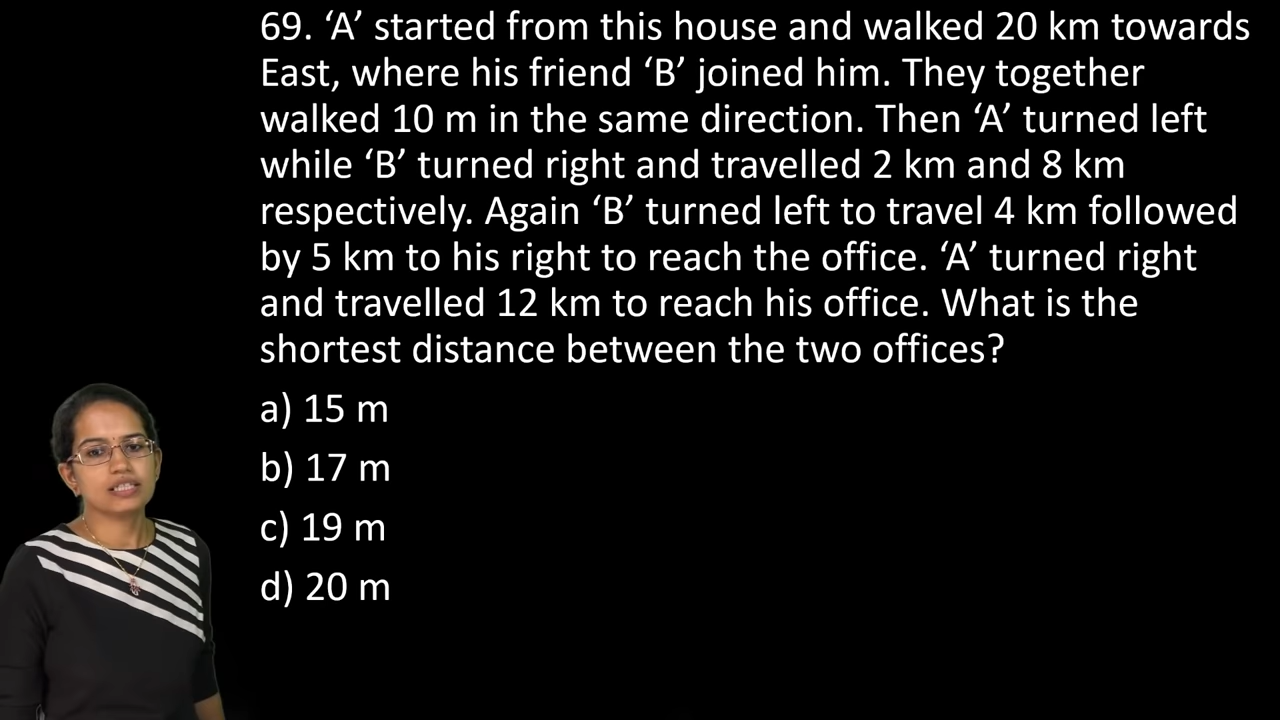 69. ‘A’ started from this house and walked 20 km towards
East, where his friend ‘B’ joined him. They together
walked 10 m in the same direction. Then ‘A’ turned left
while ‘B’ turned right and travelled 2 km and 8 km
respectively. Again ‘B’ turned left to travel 4 km followed
by 5 km to his right to reach the office. ‘A’ turned right
and travelled 12 km to reach his office. What is the
shortest distance between the two offices?
a) 15 m
b) 17 m
c) 19 m
d) 20 m